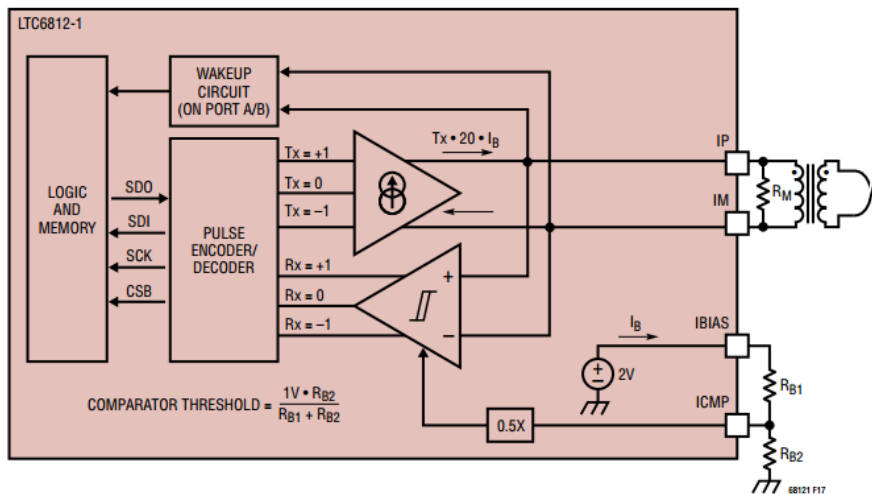 LTC6812-1
WAKEUP
CIRCUIT
(ON PORT A/B)
LOGIC
AND
MEMORY
SDO
SDI
SCK
CSB
PULSE
ENCODER/
DECODER
Tx = +1
Tx = 0
Tx = –1
Rx = +1
Rx = 0
Rx = –1
Tx • 20 • IB
+
–
IP
IM
RM
IB
+
–
2V
IBIAS
ICMP
RB1
RB2
0.5X
COMPARATOR THRESHOLD = 1V • RB2
RB1 + RB2
68121 F17